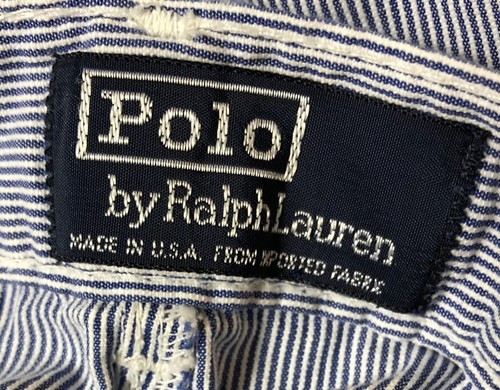 Polo
by Ralph Lauren
MADE IN U.S.A. FROM IMPORTED FABRIC